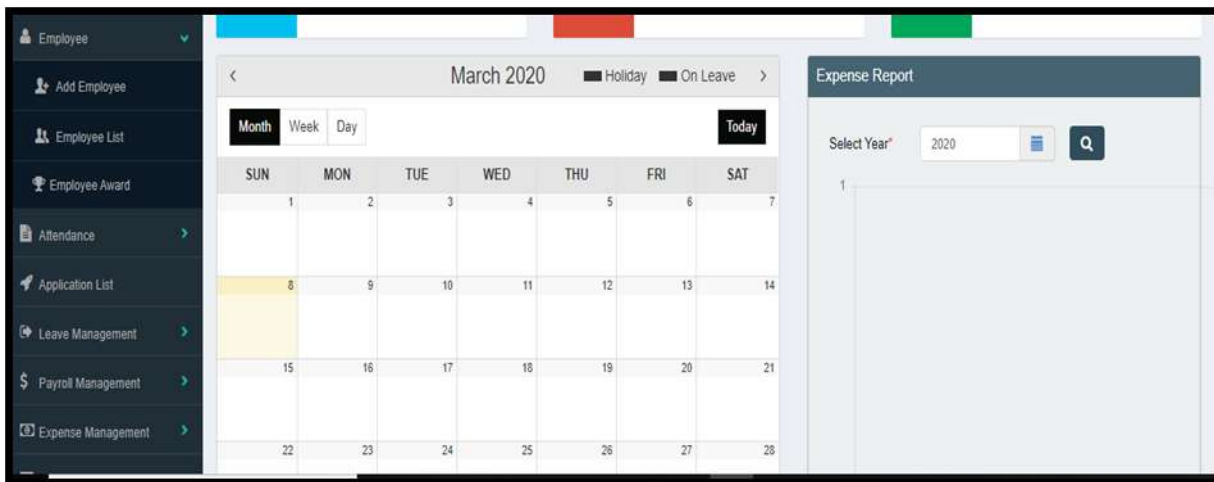 Employee
Add Employee
Employee List
Employee Award
Attendance
Application List
Leave Management
Payroll Management
Expense Management
March 2020 Holiday On Leave
Month Week Day Today
SUN MON TUE WED THU FRI SAT
1 2 3 4 5 6 7
8 9 10 11 12 13 14
15 16 17 18 19 20 21
22 23 24 25 26 27 28
Expense Report
Select Year* 2020
1